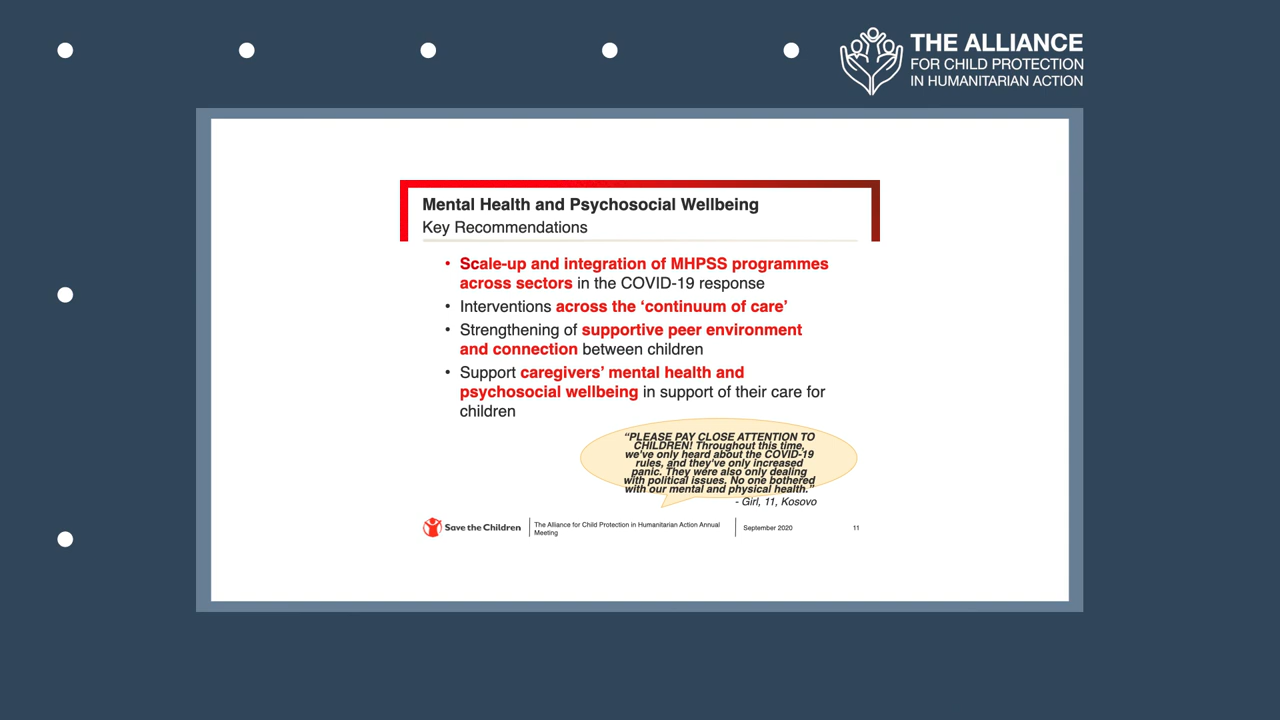 THE ALLIANCE
FOR CHILD PROTECTION
IN HUMANITARIAN ACTION
Mental Health and Psychosocial Wellbeing
Key Recommendations
• Scale-up and integration of MHPSS programmes
across sectors in the COVID-19 response
• Interventions across the ‘continuum of care’
• Strengthening of supportive peer environment
and connection between children
• Support caregivers’ mental health and
psychosocial wellbeing in support of their care for
children
“PLEASE PAY CLOSE ATTENTION TO
CHILDREN! Throughout this time,
we've only heard about the COVID-19
rules, and they've only increased
panic. They were also only dealing
with political issues. No one bothered
with our mental and physical health.”
- Girl, 11, Kosovo
Save the Children
The Alliance for Child Protection in Humanitarian Action Annual
Meeting
September 2020
11